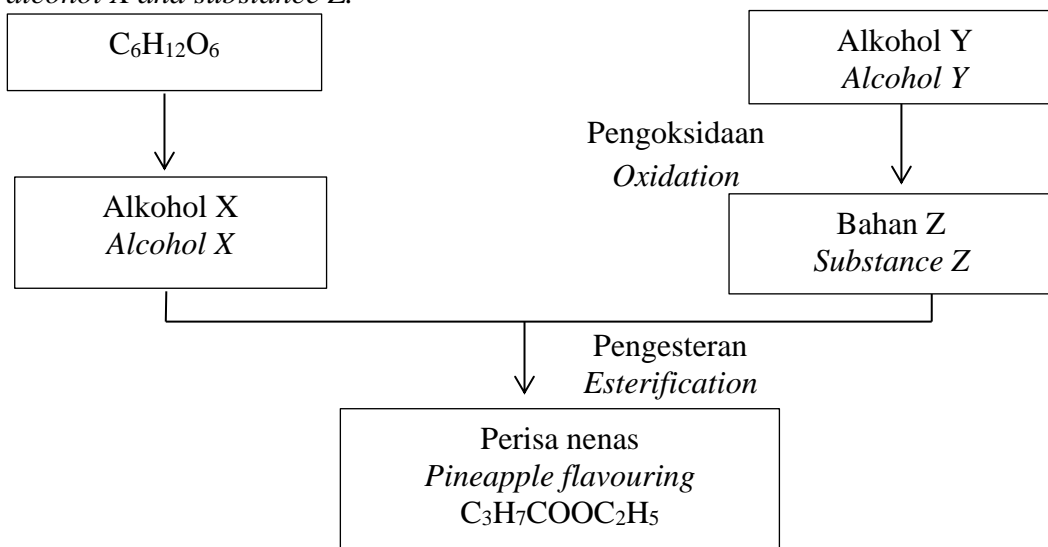 alcohol X and substance Z.
C₆H₁₂O₆
Alkohol Y
Alcohol Y
Pengoksidaan
Oxidation
Alkohol X
Alcohol X
Bahan Z
Substance Z
Pengesteran
Esterification
Perisa nenas
Pineapple flavouring
C₃H₇COOC₂H₅